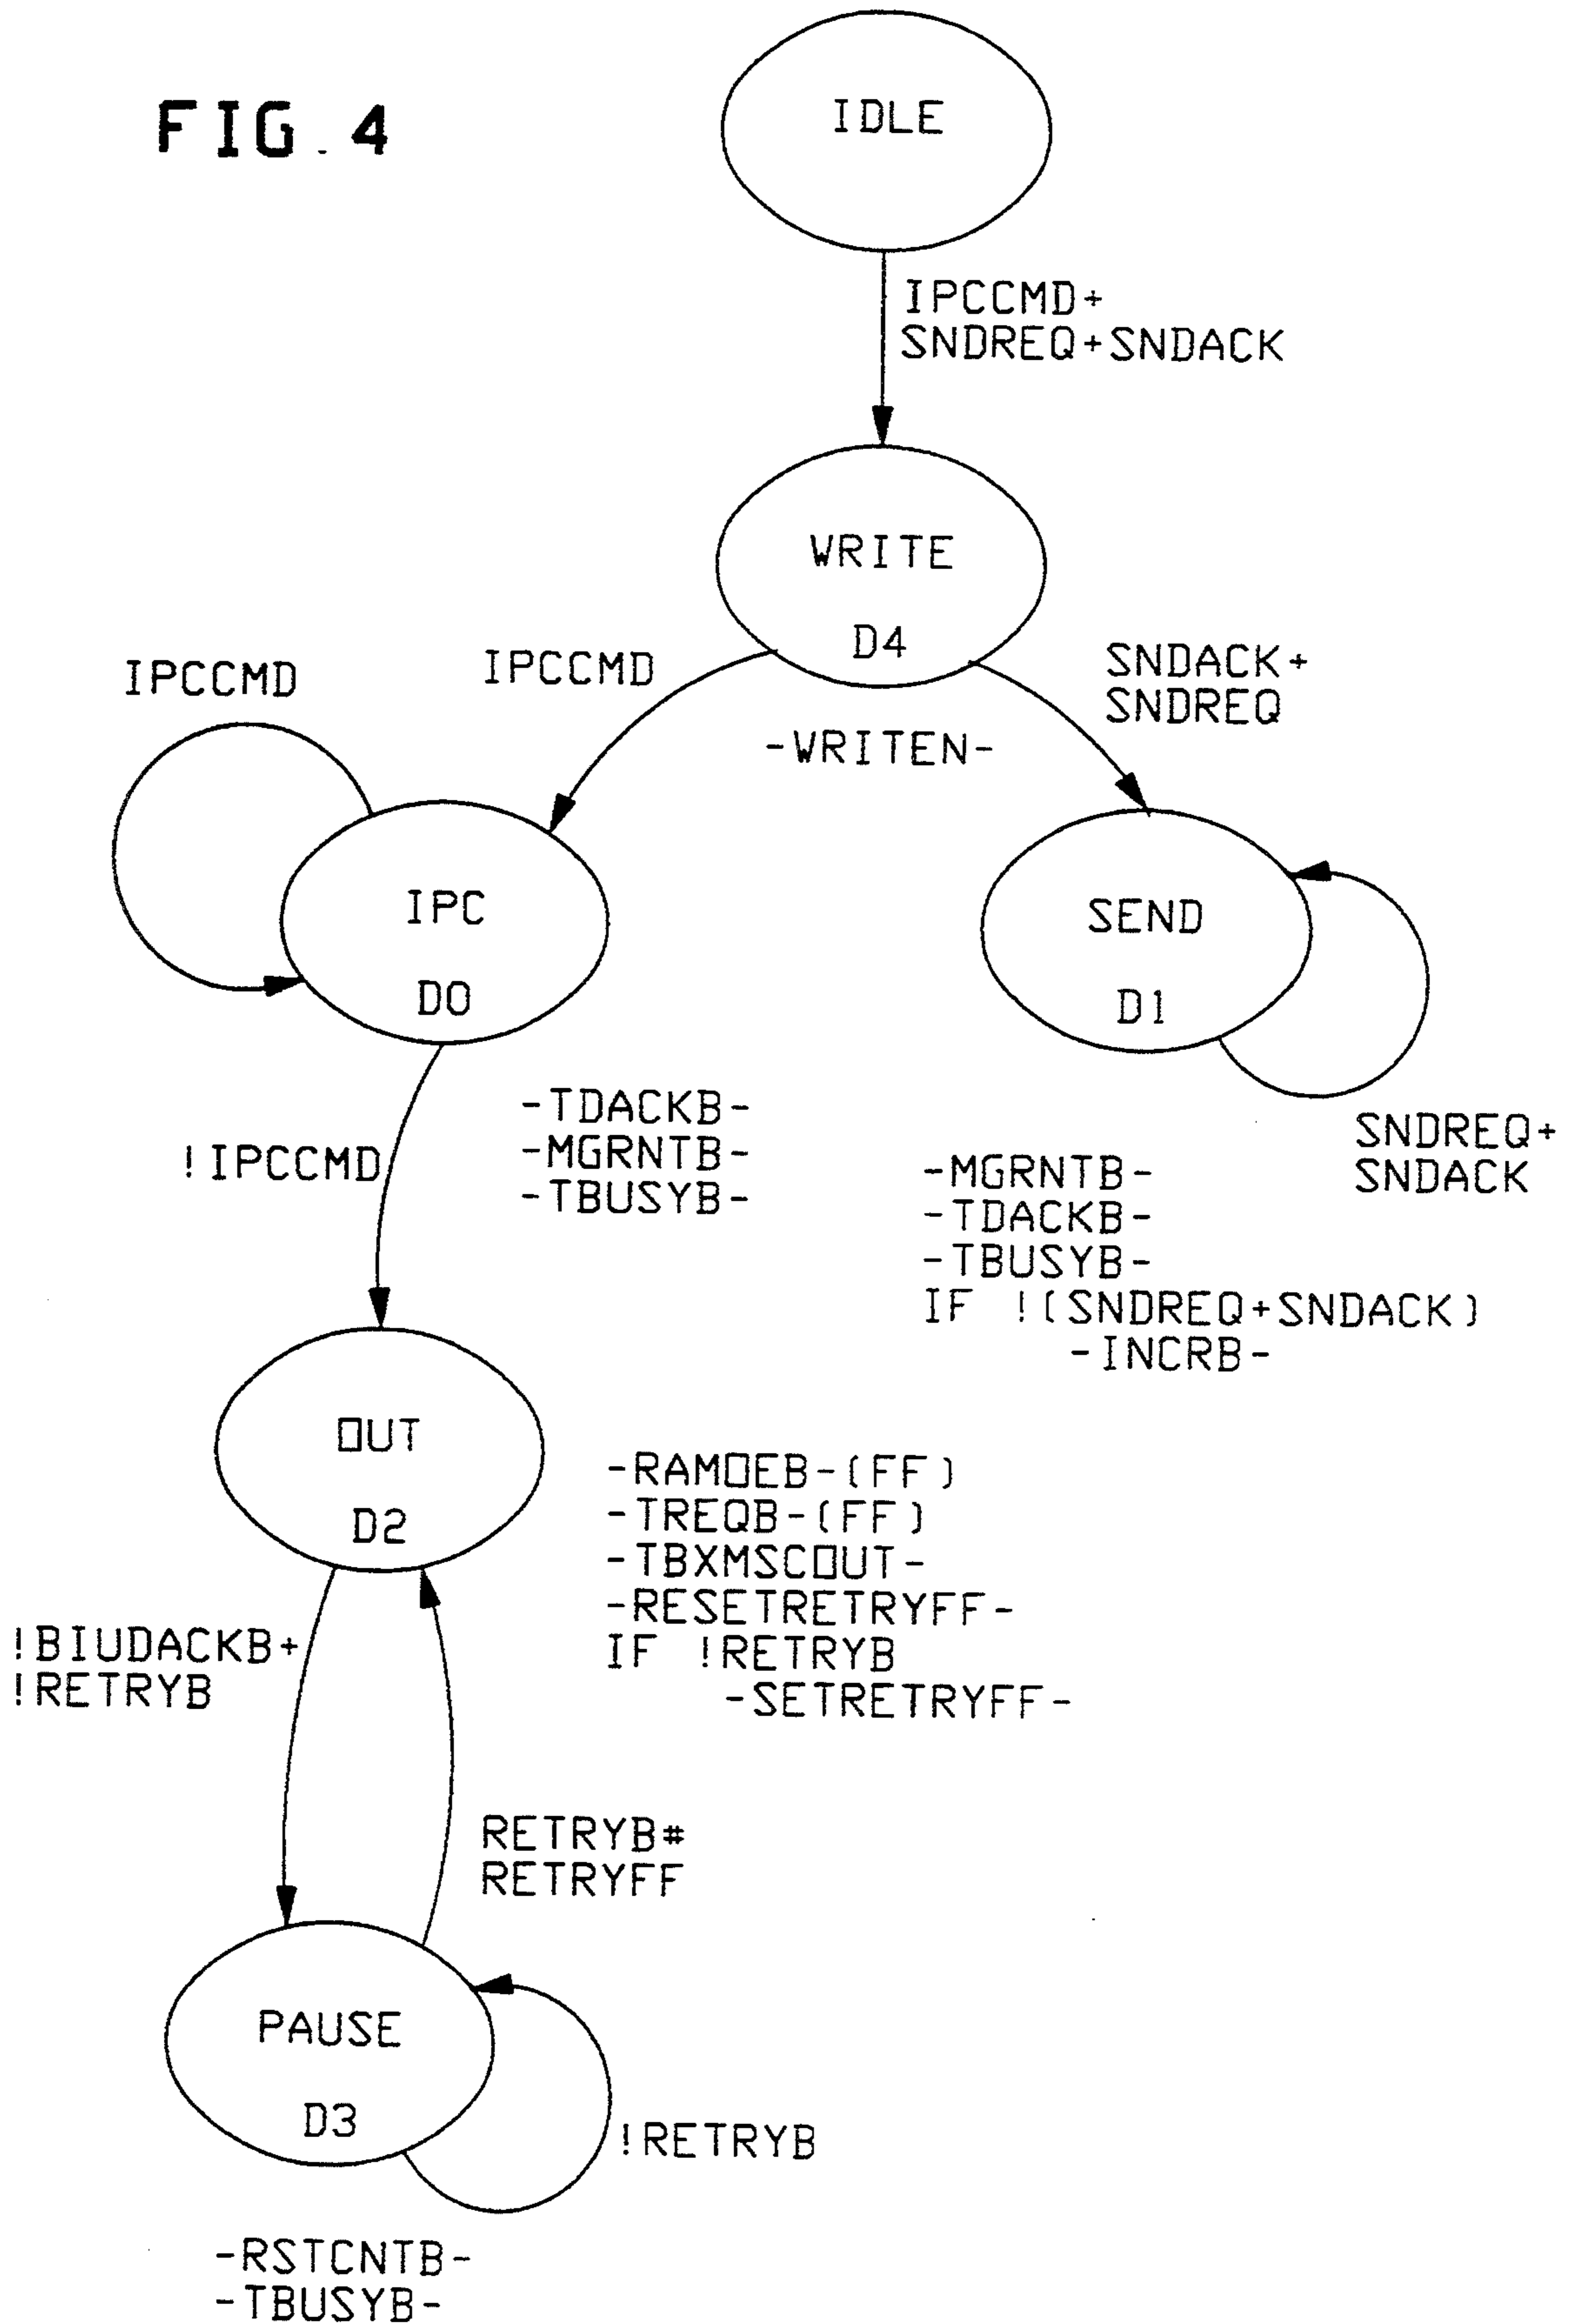 FIG. 4
IDLE
IPCCMD+
SNDREQ+SNDACK
WRITE
D4
IPCCMD
SNDACK+
SNDREQ
IPCCMD
-WRITEN-
IPC
D0
SEND
D1
SNDREQ+
SNDACK
!IPCCMD
-TDACKB-
-MGRNTB-
-TBUSYB-
-MGRNTB-
-TDACKB-
-TBUSYB-
IF !(SNDREQ+SNDACK)
-INCRB-
OUT
D2
-RAMOEB-(FF)
-TREQB-(FF)
-TBXMSCOUT-
-RESETRETRYFF-
IF !RETRYB
-SETRETRYFF-
!BIUDACKB+
!RETRYB
RETRYB#
RETRYFF
PAUSE
D3
!RETRYB
-RSTCNTB-
-TBUSYB-